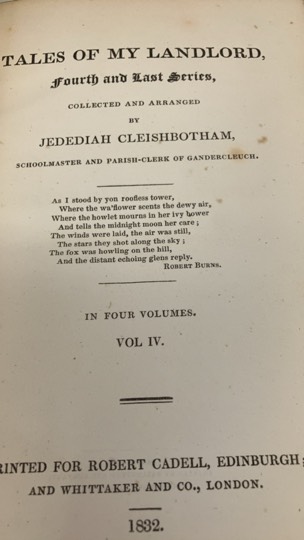 TALES OF MY LANDLORD,
Fourth and Last Series,
COLLECTED AND ARRANGED
BY
JEDEDIAH CLEISHBOTHAM,
SCHOOLMASTER AND PARISH-CLERK OF GANDERCLEUCH.
As I stood by yon roofless tower,
Where the wa'flower scents the dewy air,
Where the howlet mourns in her ivy bower
And tells the midnight moon her care;
The winds were laid, the air was still,
The stars they shot along the sky;
The fox was howling on the hill,
And the distant echoing glens reply.
ROBERT BURNS.
IN FOUR VOLUMES.
VOL IV.
RINTED FOR ROBERT CADELL, EDINBURGH;
AND WHITTAKER AND CO., LONDON.
1832.